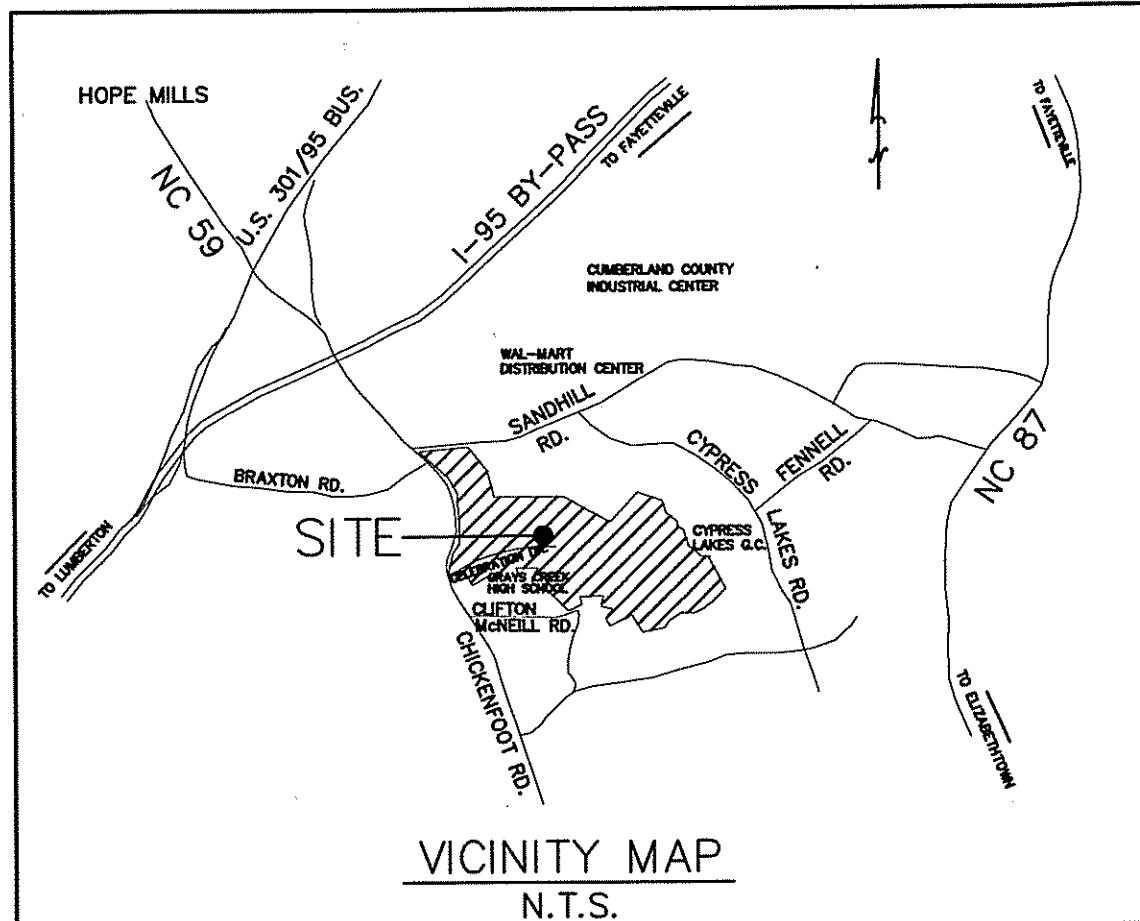 HOPE MILLS
NC 59
U.S. 301/95 BUS.
I-95 BY-PASS
TO FAYETTEVILLE
TO FAYETTEVILLE
CUMBERLAND COUNTY
INDUSTRIAL CENTER
WAL-MART
DISTRIBUTION CENTER
SANDHILL
RD.
CYPRESS
LAKES RD.
FENNELL
RD.
NC 87
BRAXTON RD.
SITE
CYPRESS
LAKES G.C.
TO LUMBERTON
CELEBRATION DR.
GRAYS CREEK
HIGH SCHOOL
CLIFTON
McNEILL RD.
CHICKENFOOT RD.
TO ELIZABETHTOWN
VICINITY MAP
N.T.S.